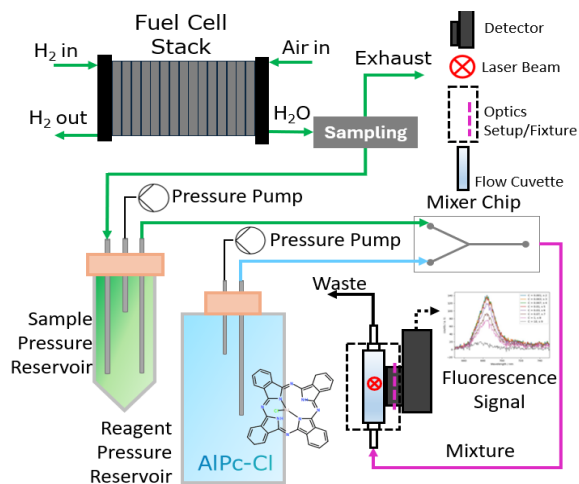 Fuel Cell
Stack
H₂ in
Air in
H₂ out
H₂O
Exhaust
Sampling
Detector
Laser Beam
Optics
Setup/Fixture
Flow Cuvette
Pressure Pump
Mixer Chip
Pressure Pump
Waste
Sample
Pressure
Reservoir
Reagent
Pressure
Reservoir
AlPc-Cl
Fluorescence
Signal
Mixture